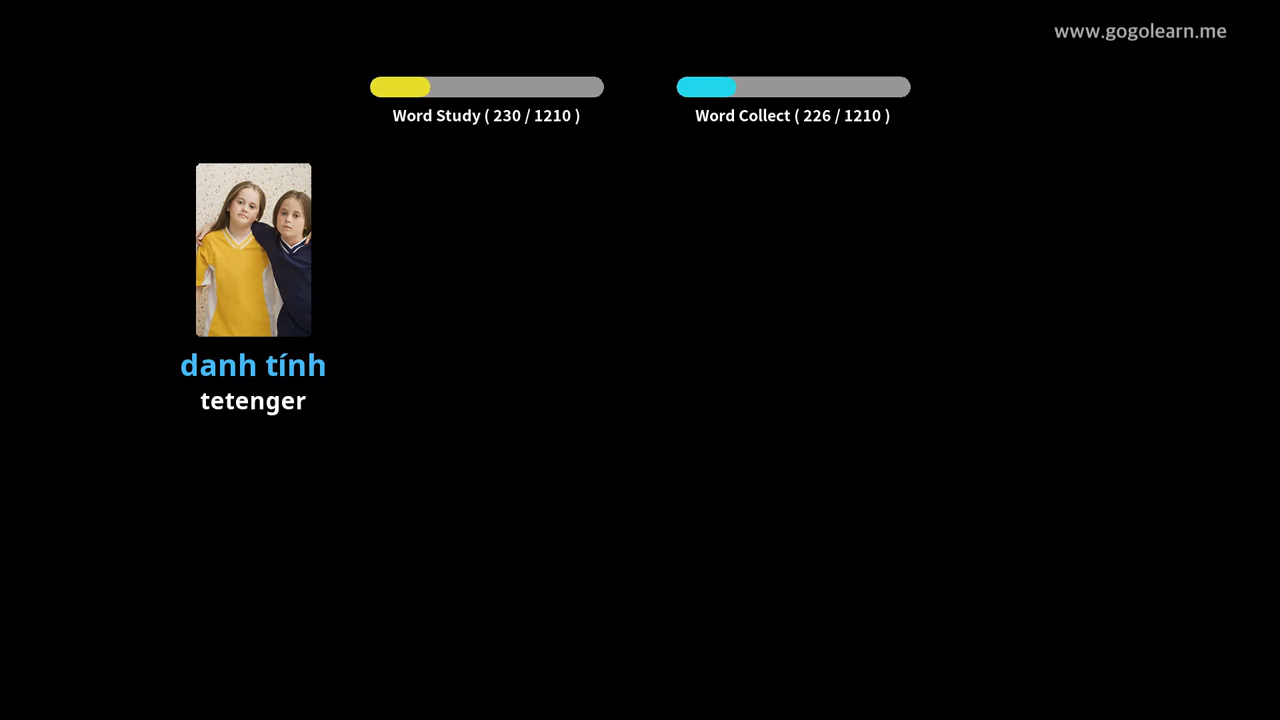 www.gogolearn.me
Word Study ( 230 / 1210 )
Word Collect ( 226 / 1210 )
danh tính
tetenger